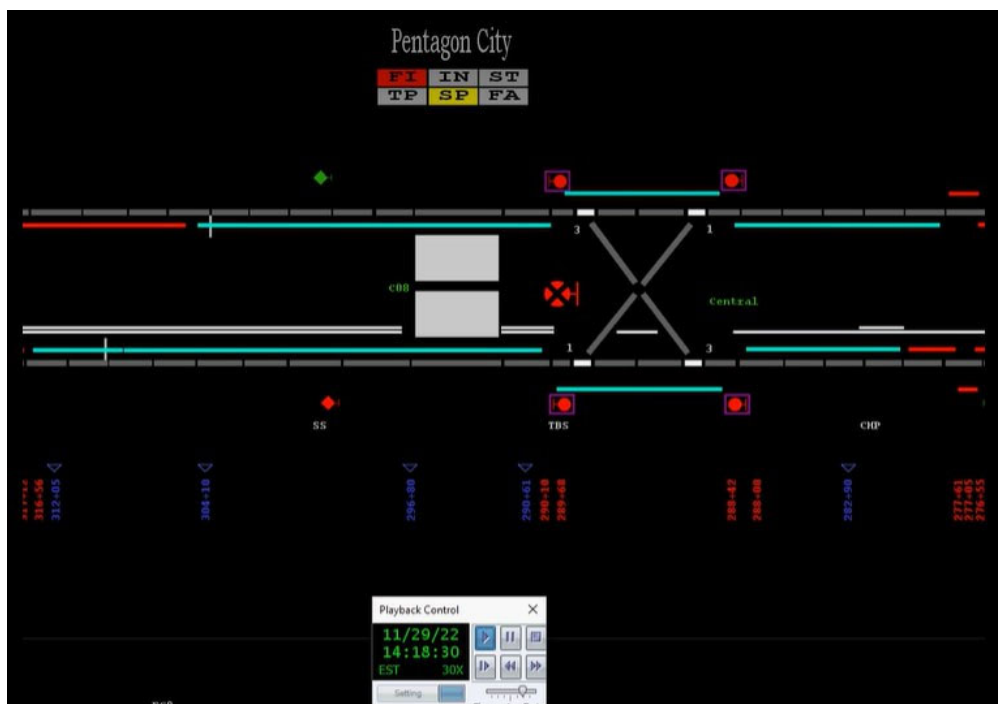 Pentagon City
FI IN ST
TP SP FA
3 1
C08
Central
1 3
SS TBS CHP
316+56 312+05 304+10 296+80 290+61 290+10 289+68 288+42 288+08 282+90 277+61 277+05 276+55
Playback Control
11/29/22
14:18:30
EST 30X
Setting